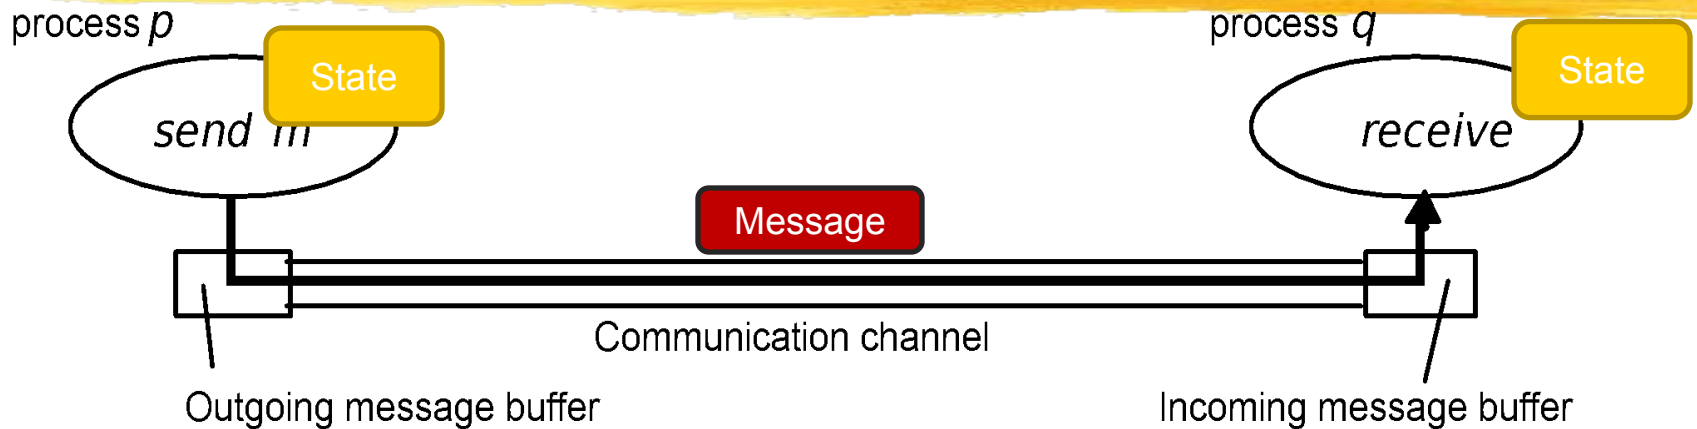 process p
process q
State
State
send m
receive
Message
Communication channel
Outgoing message buffer
Incoming message buffer